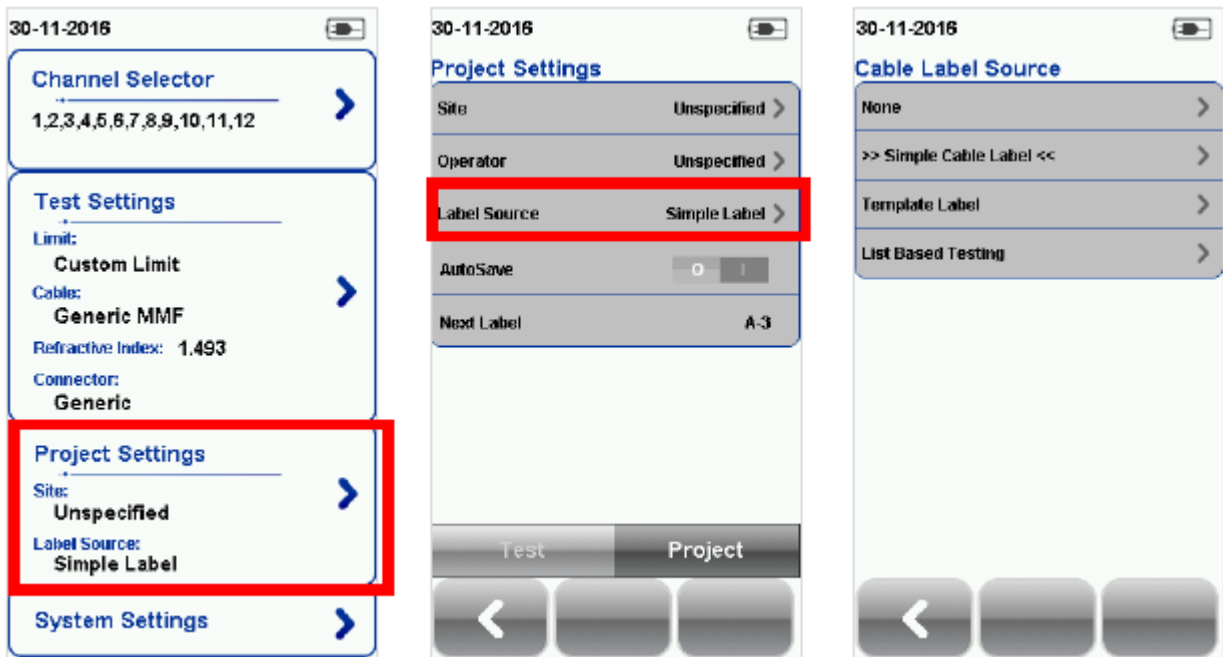 30-11-2016
Channel Selector
1,2,3,4,5,6,7,8,9,10,11,12
Test Settings
Limit:
Custom Limit
Cable:
Generic MMF
Refractive Index: 1.493
Connector:
Generic
Project Settings
Site:
Unspecified
Label Source:
Simple Label
System Settings
30-11-2016
Project Settings
Site Unspecified
Operator Unspecified
Label Source Simple Label
AutoSave O I
Next Label A-3
Test Project
30-11-2016
Cable Label Source
None
>> Simple Cable Label <<
Template Label
List Based Testing